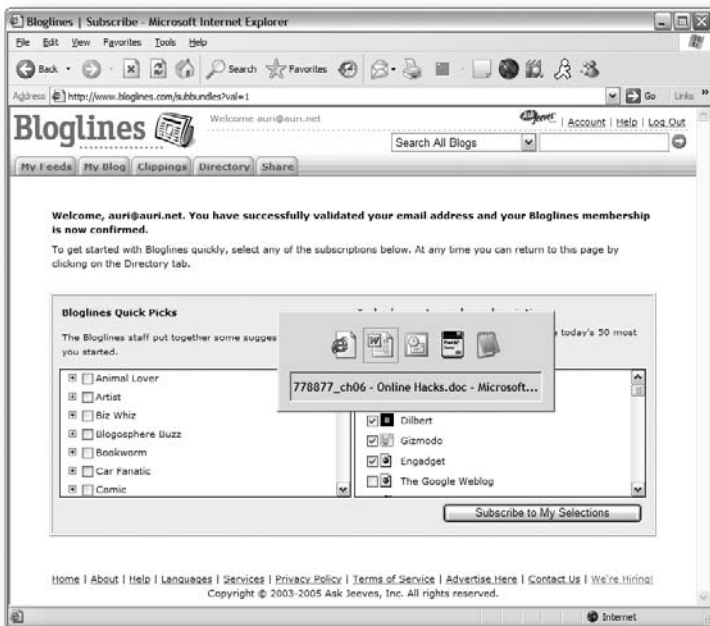 Bloglines | Subscribe - Microsoft Internet Explorer
File Edit View Favorites Tools Help
Back Search Favorites
Address http://www.bloglines.com/subbundles?val=1 Go Links »
Bloglines
Welcome auri@auri.net
Jeeves | Account | Help | Log Out
Search All Blogs
My Feeds My Blog Clippings Directory Share
Welcome, auri@auri.net. You have successfully validated your email address and your Bloglines membership
is now confirmed.
To get started with Bloglines quickly, select any of the subscriptions below. At any time you can return to this page by
clicking on the Directory tab.
Bloglines Quick Picks
The Bloglines staff put together some sugges
you started.
Animal Lover
Artist
Biz Whiz
Blogosphere Buzz
Bookworm
Car Fanatic
Comic
today's 50 most
778877_ch06 - Online Hacks.doc - Microsoft...
Dilbert
Gizmodo
Engadget
The Google Weblog
Subscribe to My Selections
Home | About | Help | Languages | Services | Privacy Policy | Terms of Service | Advertise Here | Contact Us | We're Hiring!
Copyright © 2003-2005 Ask Jeeves, Inc. All rights reserved.
Internet